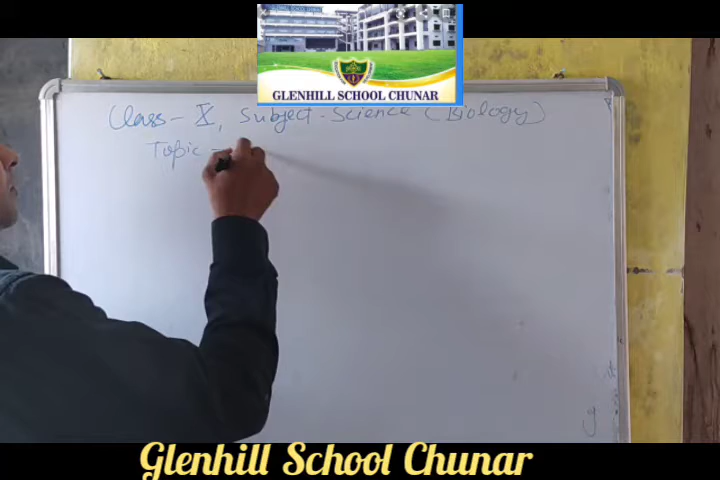 GLENHILL SCHOOL CHUNAR
Class - X, Subject - Science (Biology)
Topic -
Glenhill School Chunar